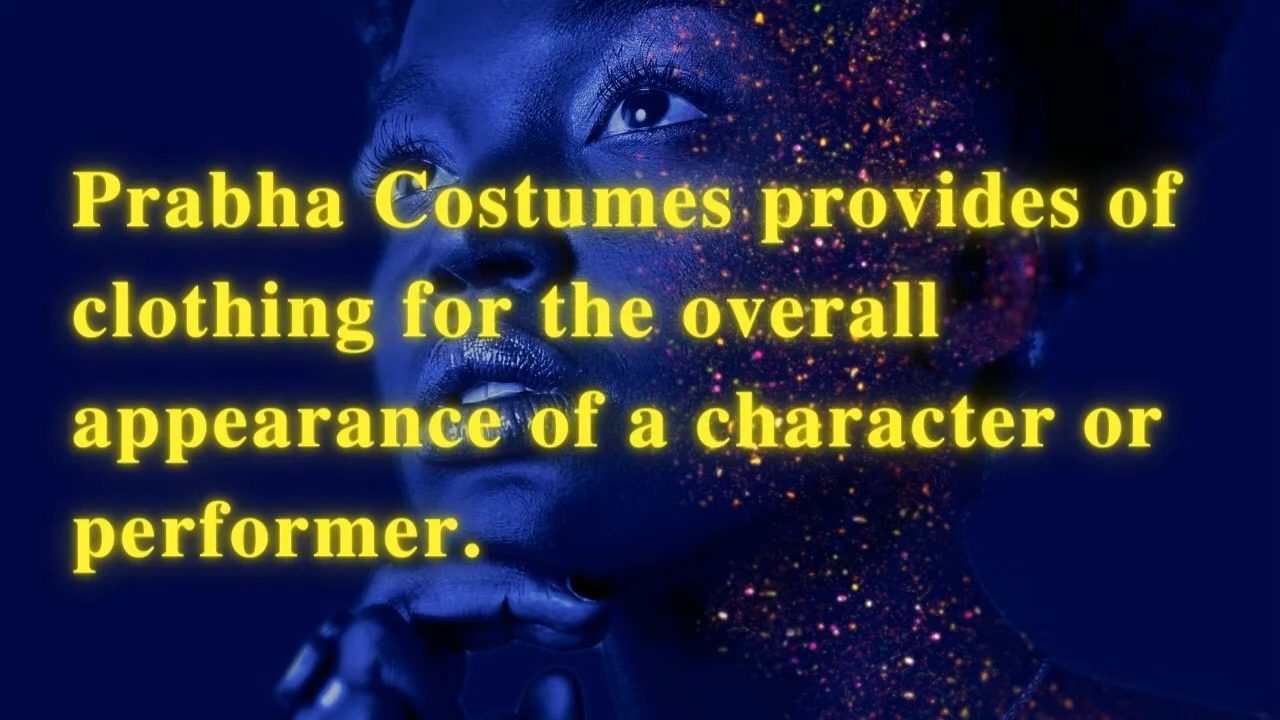 Prabha Costumes provides of
clothing for the overall
appearance of a character or
performer.